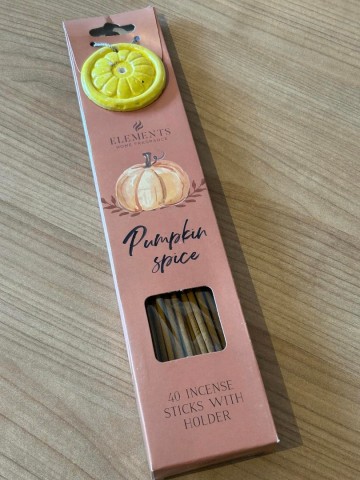 ELEMENTS
HOME FRAGRANCE
Pumpkin
spice
40 INCENSE
STICKS WITH
HOLDER